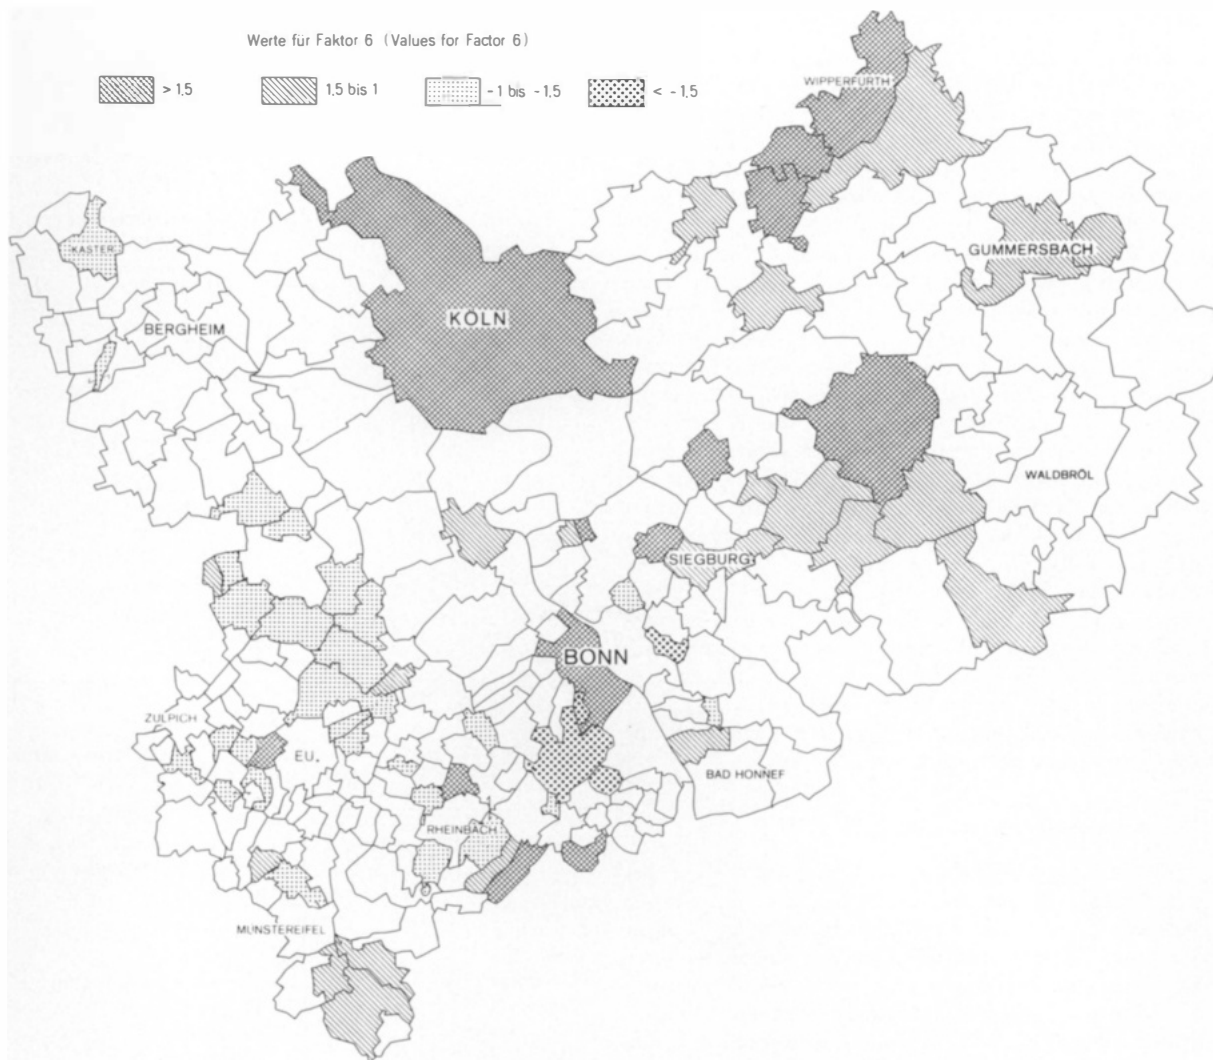 Werte für Faktor 6 (Values for Factor 6)
> 1.5
1.5 bis 1
-1 bis -1.5
< -1.5
WIPPERFÜRTH
KASTER
GUMMERSBACH
KÖLN
BERGHEIM
WALDBRÖL
SIEGBURG
BONN
ZÜLPICH
EU.
BAD HONNEF
RHEINBACH
MÜNSTEREIFEL